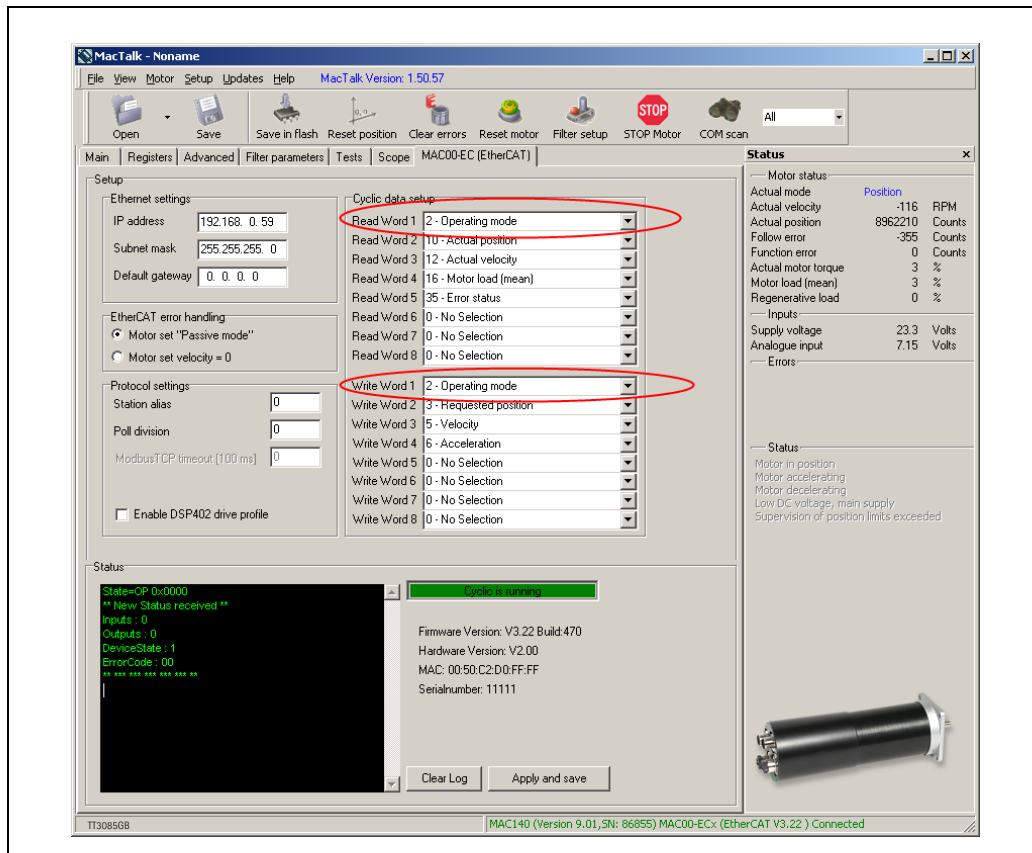 MacTalk - Noname
File View Motor Setup Updates Help MacTalk Version: 1.50.57
Open Save Save in flash Reset position Clear errors Reset motor Filter setup STOP Motor COM scan All
STOP
Main Registers Advanced Filter parameters Tests Scope MAC00-EC (EtherCAT)
Setup
Ethernet settings
IP address 192.168. 0. 59
Subnet mask 255.255.255. 0
Default gateway 0. 0. 0. 0
EtherCAT error handling
Motor set "Passive mode"
Motor set velocity = 0
Protocol settings
Station alias 0
Poll division 0
ModbusTCP timeout [100 ms] 0
Enable DSP402 drive profile
Cyclic data setup
Read Word 1 2 - Operating mode
Read Word 2 10 - Actual position
Read Word 3 12 - Actual velocity
Read Word 4 16 - Motor load (mean)
Read Word 5 35 - Error status
Read Word 6 0 - No Selection
Read Word 7 0 - No Selection
Read Word 8 0 - No Selection
Write Word 1 2 - Operating mode
Write Word 2 3 - Requested position
Write Word 3 5 - Velocity
Write Word 4 6 - Acceleration
Write Word 5 0 - No Selection
Write Word 6 0 - No Selection
Write Word 7 0 - No Selection
Write Word 8 0 - No Selection
Status
State=OP 0x0000
** New Status received **
Inputs : 0
Outputs : 0
DeviceState : 1
ErrorCode : 00
** *** *** *** *** *** **
Cyclic is running
Firmware Version: V3.22 Build:470
Hardware Version: V2.00
MAC: 00:50:C2:D0:FF:FF
Serialnumber: 11111
Clear Log Apply and save
Status x
Motor status
Actual mode Position
Actual velocity -116 RPM
Actual position 8962210 Counts
Follow error -355 Counts
Function error 0 Counts
Actual motor torque 3 %
Motor load (mean) 3 %
Regenerative load 0 %
Inputs
Supply voltage 23.3 Volts
Analogue input 7.15 Volts
Errors
Status
Motor in position
Motor accelerating
Motor decelerating
Low DC voltage, main supply
Supervision of position limits exceeded
TT3085GB
MAC140 (Version 9.01,SN: 86855) MAC00-ECx (EtherCAT V3.22 ) Connected